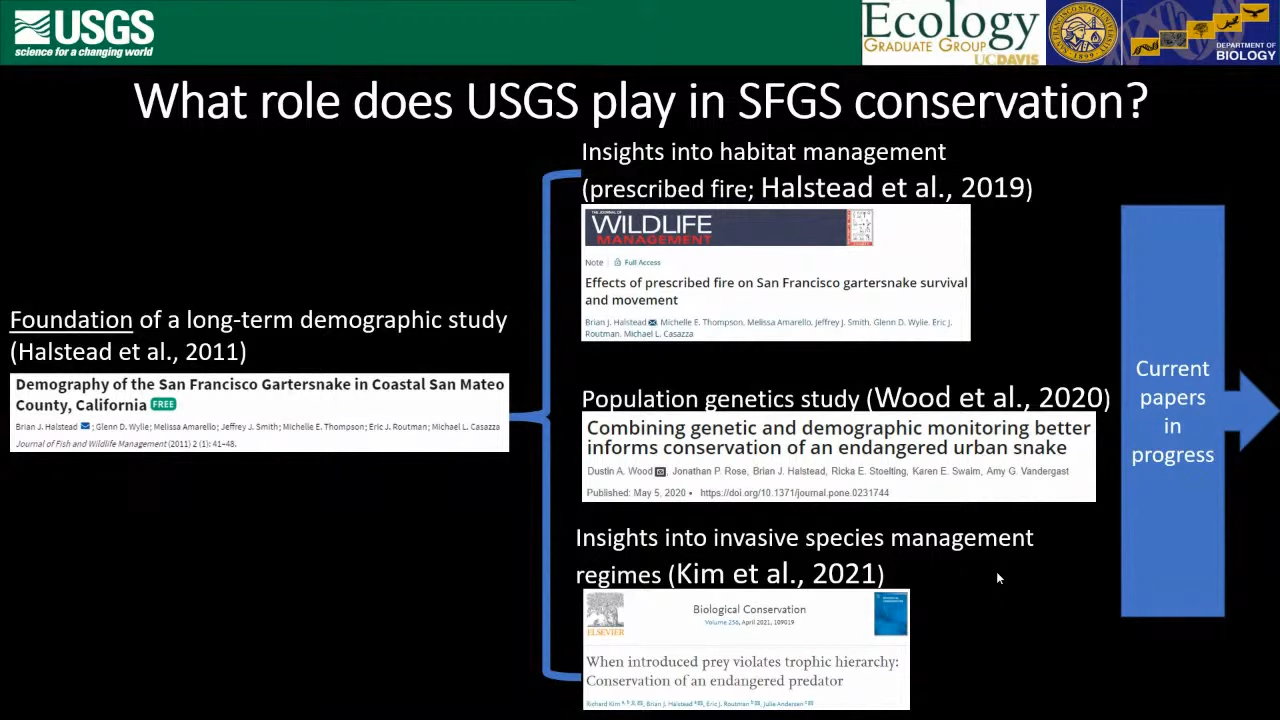 USGS
science for a changing world
Ecology
GRADUATE GROUP
UCDAVIS
1899
DEPARTMENT OF
BIOLOGY
What role does USGS play in SFGS conservation?
Foundation of a long-term demographic study
(Halstead et al., 2011)
Demography of the San Francisco Gartersnake in Coastal San Mateo
County, California FREE
Brian J. Halstead ; Glenn D. Wylie; Melissa Amarello; Jeffrey J. Smith; Michelle E. Thompson; Eric J. Routman; Michael L. Casazza
Journal of Fish and Wildlife Management (2011) 2 (1): 41–48.
Insights into habitat management
(prescribed fire; Halstead et al., 2019)
THE JOURNAL OF
WILDLIFE
MANAGEMENT
Note | Full Access
Effects of prescribed fire on San Francisco gartersnake survival
and movement
Brian J. Halstead , Michelle E. Thompson, Melissa Amarello, Jeffrey J. Smith, Glenn D. Wylie, Eric J.
Routman, Michael L. Casazza
Population genetics study (Wood et al., 2020)
Combining genetic and demographic monitoring better
informs conservation of an endangered urban snake
Dustin A. Wood , Jonathan P. Rose, Brian J. Halstead, Ricka E. Stoelting, Karen E. Swaim, Amy G. Vandergast
Published: May 5, 2020 • https://doi.org/10.1371/journal.pone.0231744
Insights into invasive species management
regimes (Kim et al., 2021)
ELSEVIER
Biological Conservation
Volume 256, April 2021, 109019
When introduced prey violates trophic hierarchy:
Conservation of an endangered predator
Richard Kim , Brian J. Halstead , Eric J. Routman , Julie Andersen
Current
papers
in
progress